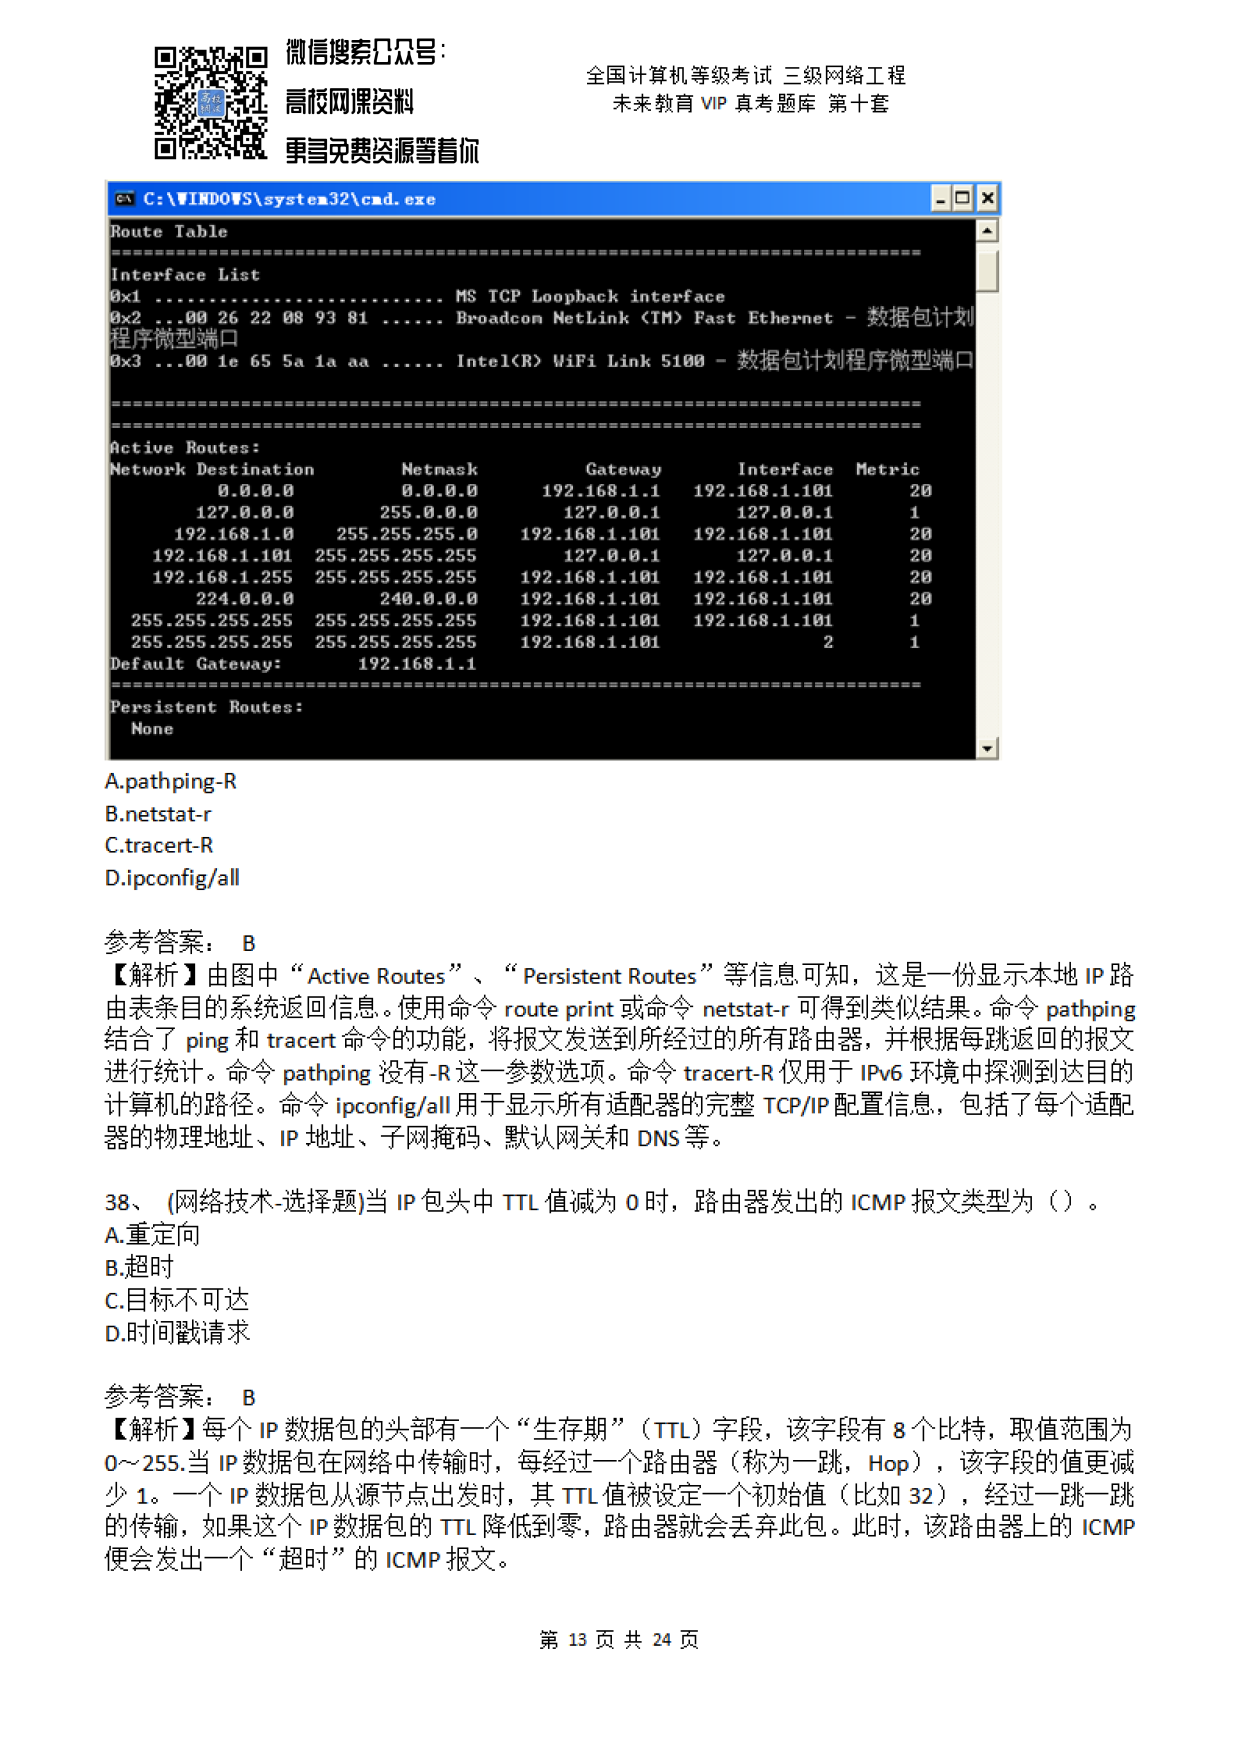 微信搜索公众号：
高校网课资料
更多免费资源等着你
全国计算机等级考试 三级网络工程
未来教育 VIP 真考题库 第十套
C:\WINDOWS\system32\cmd.exe
Route Table
===========================================================================
Interface List
0x1 ........................... MS TCP Loopback interface
0x2 ...00 26 22 08 93 81 ...... Broadcom NetLink (TM) Fast Ethernet - 数据包计划
程序微型端口
0x3 ...00 1e 65 5a 1a aa ...... Intel(R) WiFi Link 5100 - 数据包计划程序微型端口
===========================================================================
===========================================================================
Active Routes:
Network Destination        Netmask          Gateway       Interface  Metric
0.0.0.0          0.0.0.0      192.168.1.1   192.168.1.101       20
127.0.0.0        255.0.0.0        127.0.0.1       127.0.0.1       1
192.168.1.0    255.255.255.0    192.168.1.101   192.168.1.101       20
192.168.1.101  255.255.255.255        127.0.0.1       127.0.0.1       20
192.168.1.255  255.255.255.255    192.168.1.101   192.168.1.101       20
224.0.0.0        240.0.0.0    192.168.1.101   192.168.1.101       20
255.255.255.255  255.255.255.255    192.168.1.101   192.168.1.101       1
255.255.255.255  255.255.255.255    192.168.1.101               2       1
Default Gateway:       192.168.1.1
===========================================================================
Persistent Routes:
None
A.pathping-R
B.netstat-r
C.tracert-R
D.ipconfig/all
参考答案： B
【解析】由图中“Active Routes”、“Persistent Routes”等信息可知，这是一份显示本地 IP 路
由表条目的系统返回信息。使用命令 route print 或命令 netstat-r 可得到类似结果。命令 pathping
结合了 ping 和 tracert 命令的功能，将报文发送到所经过的所有路由器，并根据每跳返回的报文
进行统计。命令 pathping 没有-R 这一参数选项。命令 tracert-R 仅用于 IPv6 环境中探测到达目的
计算机的路径。命令 ipconfig/all 用于显示所有适配器的完整 TCP/IP 配置信息，包括了每个适配
器的物理地址、IP 地址、子网掩码、默认网关和 DNS 等。
38、 (网络技术-选择题)当 IP 包头中 TTL 值减为 0 时，路由器发出的 ICMP 报文类型为（）。
A.重定向
B.超时
C.目标不可达
D.时间戳请求
参考答案： B
【解析】每个 IP 数据包的头部有一个“生存期”（TTL）字段，该字段有 8 个比特，取值范围为
0～255.当 IP 数据包在网络中传输时，每经过一个路由器（称为一跳，Hop），该字段的值更减
少 1。一个 IP 数据包从源节点出发时，其 TTL 值被设定一个初始值（比如 32），经过一跳一跳
的传输，如果这个 IP 数据包的 TTL 降低到零，路由器就会丢弃此包。此时，该路由器上的 ICMP
便会发出一个“超时”的 ICMP 报文。
第 13 页 共 24 页